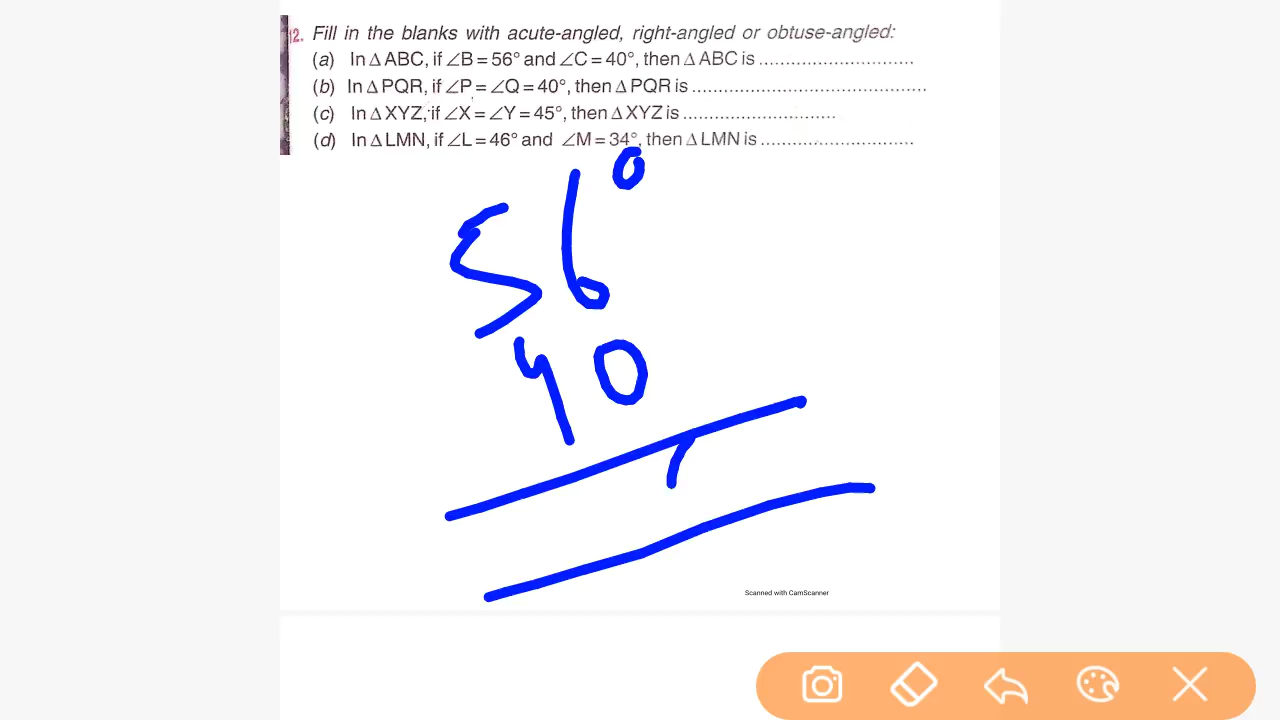 12. Fill in the blanks with acute-angled, right-angled or obtuse-angled:
(a) In Δ ABC, if ∠B = 56° and ∠C = 40°, then Δ ABC is ............................
(b) In Δ PQR, if ∠P = ∠Q = 40°, then Δ PQR is ..........................................
(c) In Δ XYZ, if ∠X = ∠Y = 45°, then Δ XYZ is .............................
(d) In Δ LMN, if ∠L = 46° and ∠M = 34°, then Δ LMN is ............................
56°
40
Scanned with CamScanner